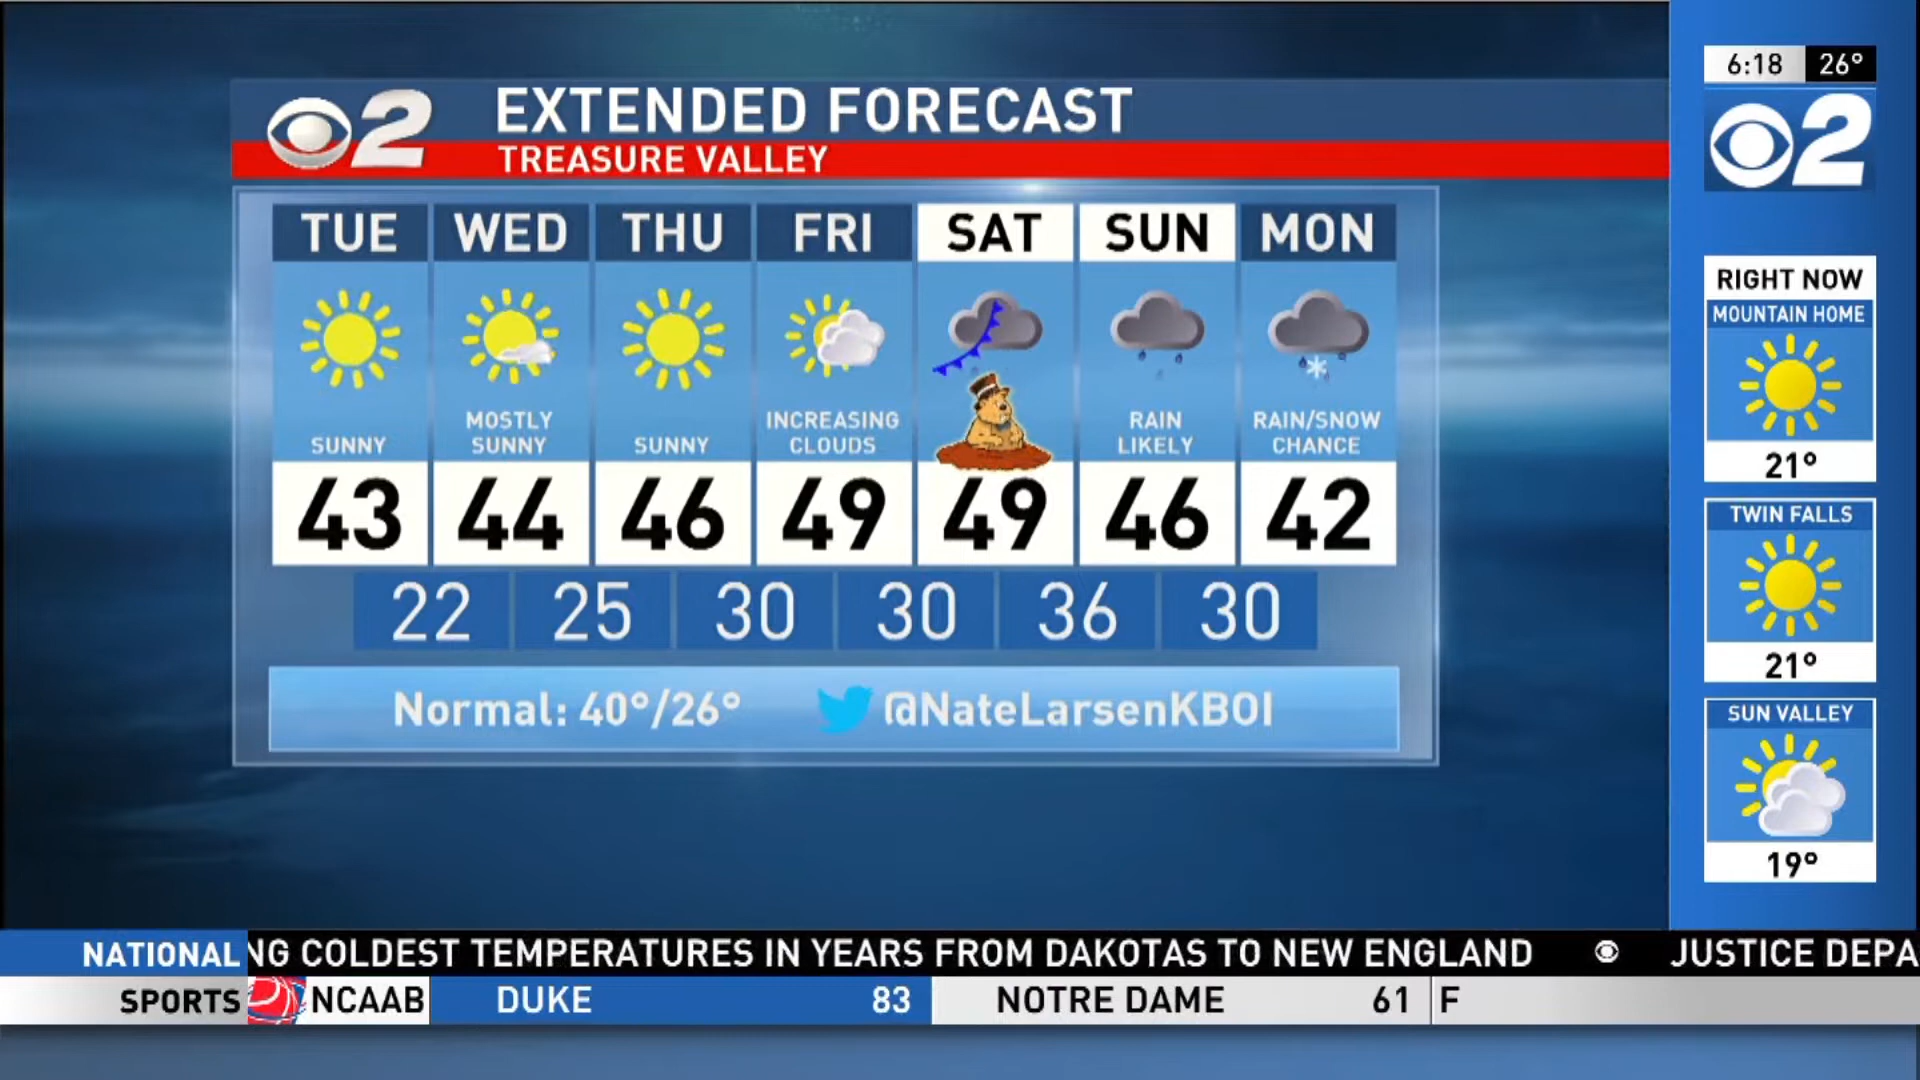 2
EXTENDED FORECAST
TREASURE VALLEY
TUE WED THU FRI SAT SUN MON
SUNNY
MOSTLY
SUNNY
SUNNY
INCREASING
CLOUDS
RAIN
LIKELY
RAIN/SNOW
CHANCE
43 44 46 49 49 46 42
22 25 30 30 36 30
Normal: 40°/26° @NateLarsenKBOI
6:18 26°
2
RIGHT NOW
MOUNTAIN HOME
21°
TWIN FALLS
21°
SUN VALLEY
19°
NATIONAL NG COLDEST TEMPERATURES IN YEARS FROM DAKOTAS TO NEW ENGLAND JUSTICE DEPA
SPORTS NCAAB DUKE 83 NOTRE DAME 61 F